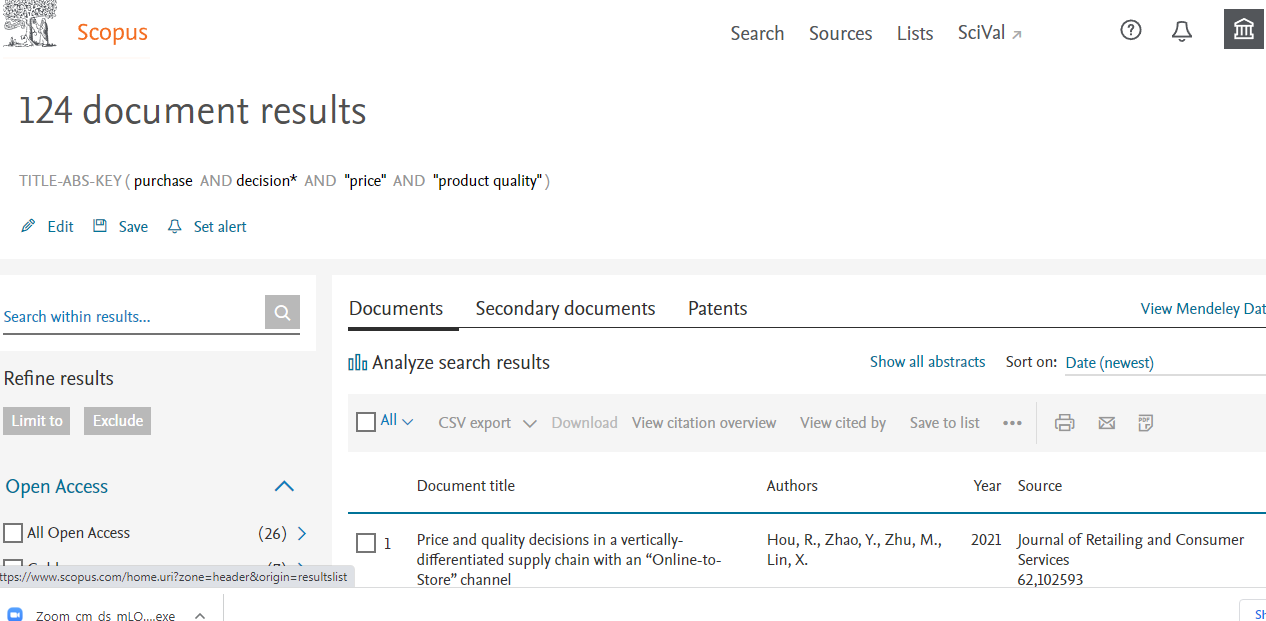 Scopus
Search Sources Lists SciVal
124 document results
TITLE-ABS-KEY ( purchase AND decision* AND "price" AND "product quality" )
Edit Save Set alert
Search within results...
Documents Secondary documents Patents
View Mendeley Dat
Analyze search results
Show all abstracts Sort on: Date (newest)
Refine results
Limit to Exclude
All CSV export Download View citation overview View cited by Save to list •••
PDF
Open Access
Document title Authors Year Source
All Open Access (26)
1 Price and quality decisions in a vertically- Hou, R., Zhao, Y., Zhu, M., 2021 Journal of Retailing and Consumer
differentiated supply chain with an “Online-to- Lin, X. Services
Store” channel 62,102593
ttps://www.scopus.com/home.uri?zone=header&origin=resultslist
Zoom_cm_ds_mLO....exe
Sh